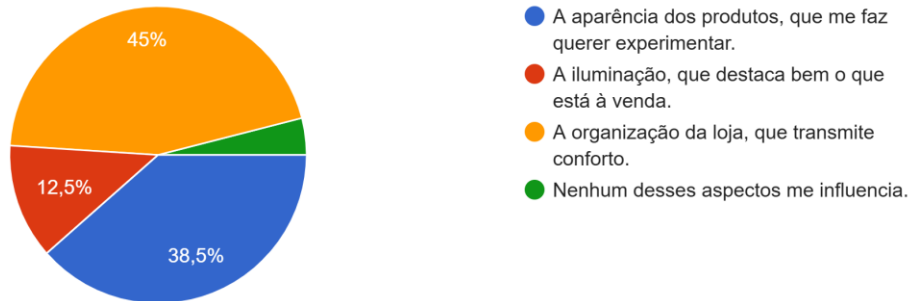 45%
12,5%
38,5%
A aparência dos produtos, que me faz
querer experimentar.
A iluminação, que destaca bem o que
está à venda.
A organização da loja, que transmite
conforto.
Nenhum desses aspectos me influencia.